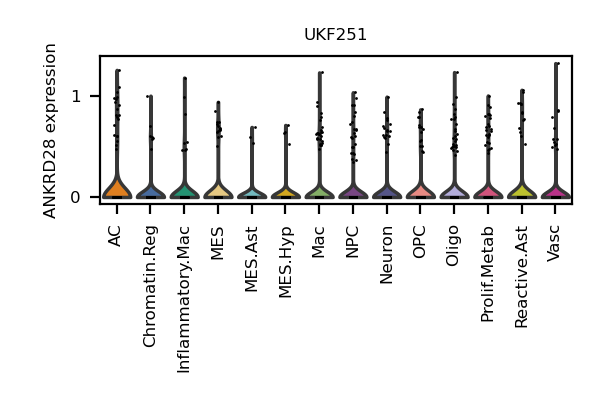 UKF251
ANKRD28 expression
1
0
AC
Chromatin.Reg
Inflammatory.Mac
MES
MES.Ast
MES.Hyp
Mac
NPC
Neuron
OPC
Oligo
Prolif.Metab
Reactive.Ast
Vasc